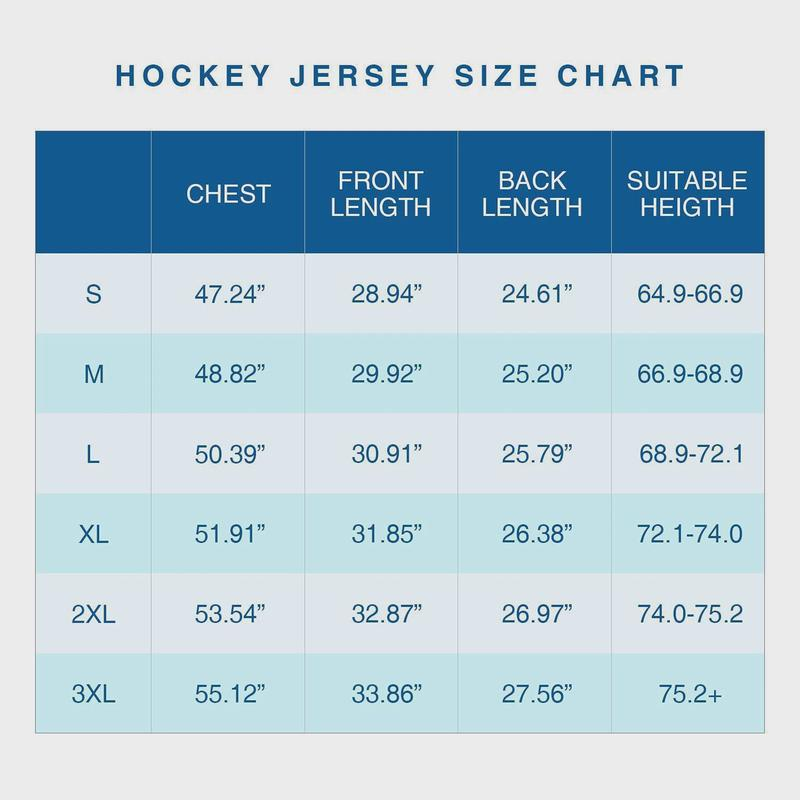 HOCKEY JERSEY SIZE CHART
CHEST FRONT LENGTH BACK LENGTH SUITABLE HEIGTH
S 47.24” 28.94” 24.61” 64.9-66.9
M 48.82” 29.92” 25.20” 66.9-68.9
L 50.39” 30.91” 25.79” 68.9-72.1
XL 51.91” 31.85” 26.38” 72.1-74.0
2XL 53.54” 32.87” 26.97” 74.0-75.2
3XL 55.12” 33.86” 27.56” 75.2+